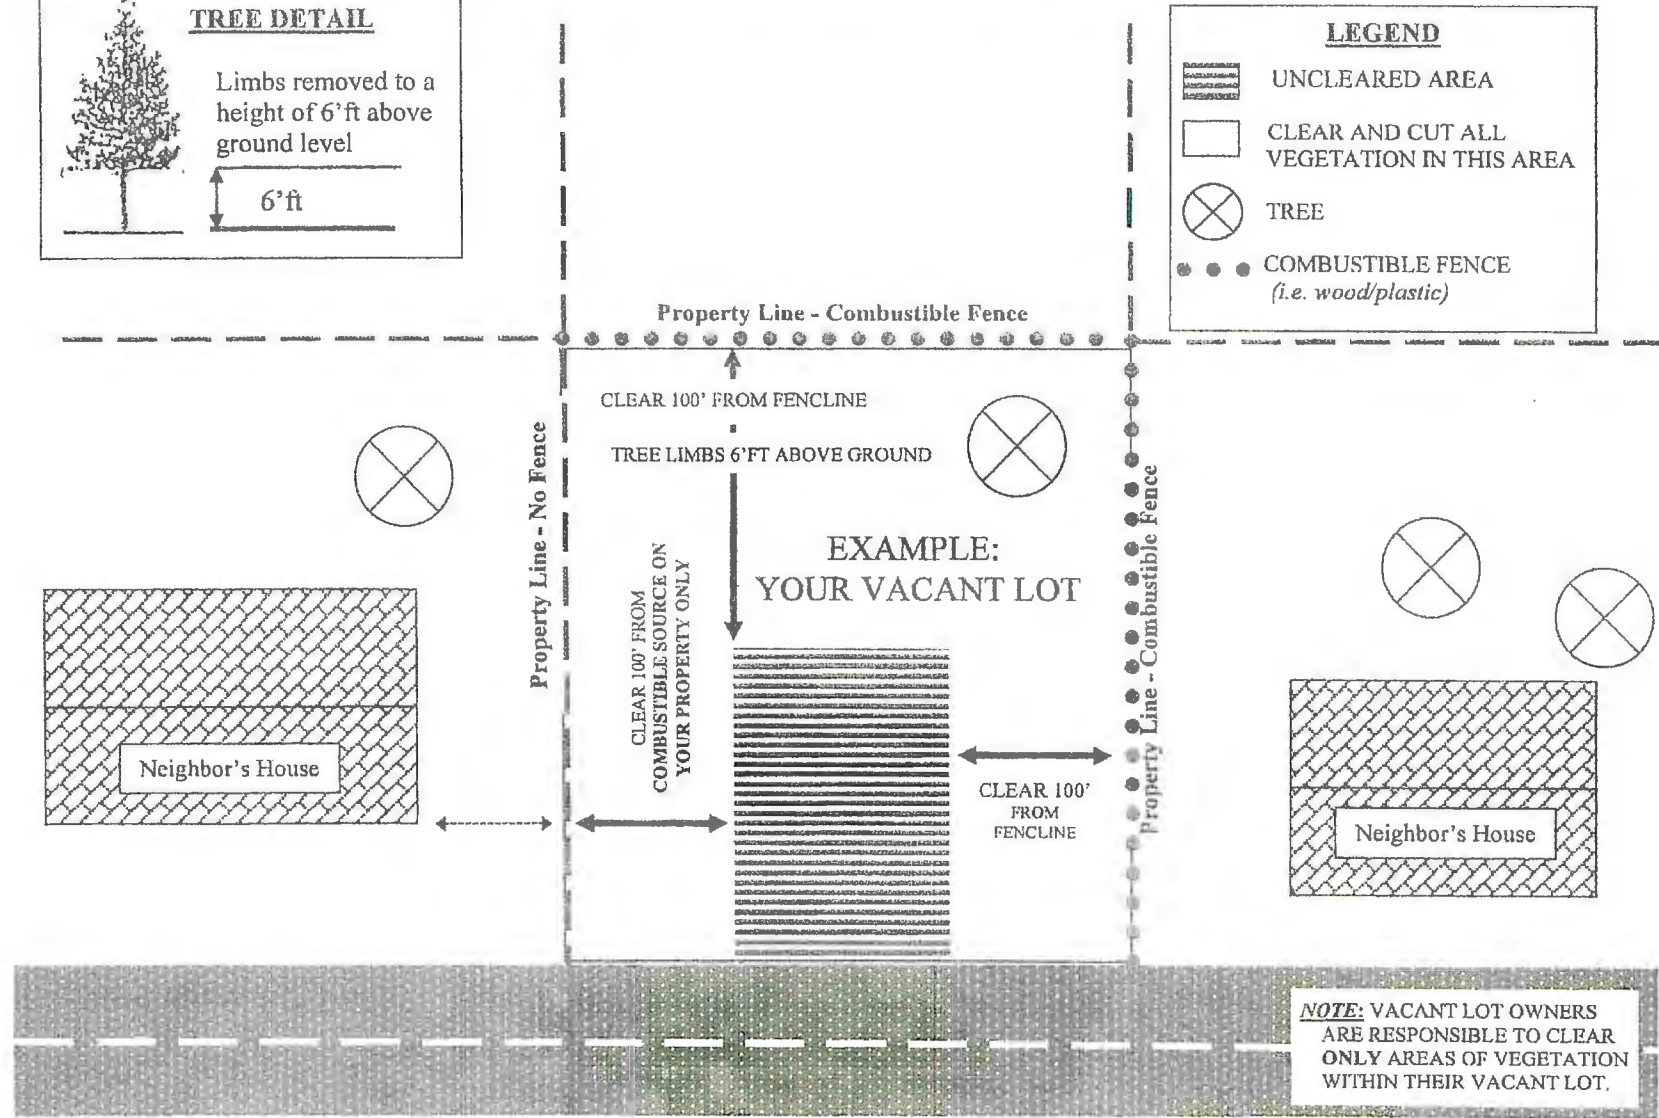 TREE DETAIL
Limbs removed to a
height of 6'ft above
ground level
6'ft
LEGEND
UNCLEARED AREA
CLEAR AND CUT ALL
VEGETATION IN THIS AREA
TREE
COMBUSTIBLE FENCE
(i.e. wood/plastic)
Property Line - Combustible Fence
CLEAR 100' FROM FENCLINE
TREE LIMBS 6'FT ABOVE GROUND
Property Line - No Fence
EXAMPLE:
YOUR VACANT LOT
CLEAR 100' FROM
COMBUSTIBLE SOURCE ON
YOUR PROPERTY ONLY
Property Line - Combustible Fence
CLEAR 100'
FROM
FENCLINE
Neighbor's House
Neighbor's House
NOTE: VACANT LOT OWNERS
ARE RESPONSIBLE TO CLEAR
ONLY AREAS OF VEGETATION
WITHIN THEIR VACANT LOT.